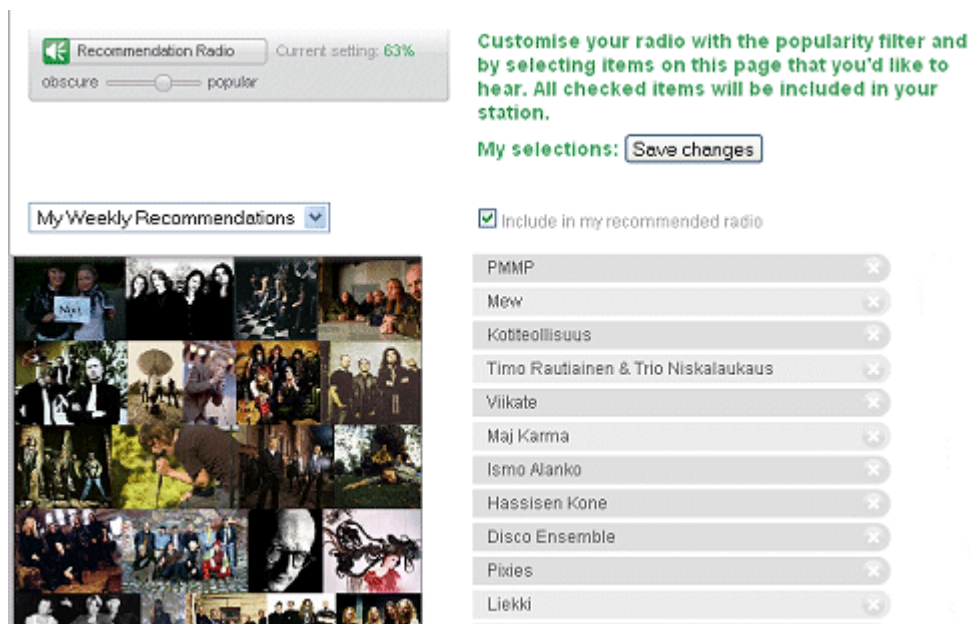 Recommendation Radio Current setting: 63%
obscure popular
Customise your radio with the popularity filter and
by selecting items on this page that you'd like to
hear. All checked items will be included in your
station.
My selections: Save changes
My Weekly Recommendations
Include in my recommended radio
PMMP
Mew
Kotiteollisuus
Timo Rautiainen & Trio Niskalaukaus
Viikate
Maj Karma
Ismo Alanko
Hassisen Kone
Disco Ensemble
Pixies
Liekki